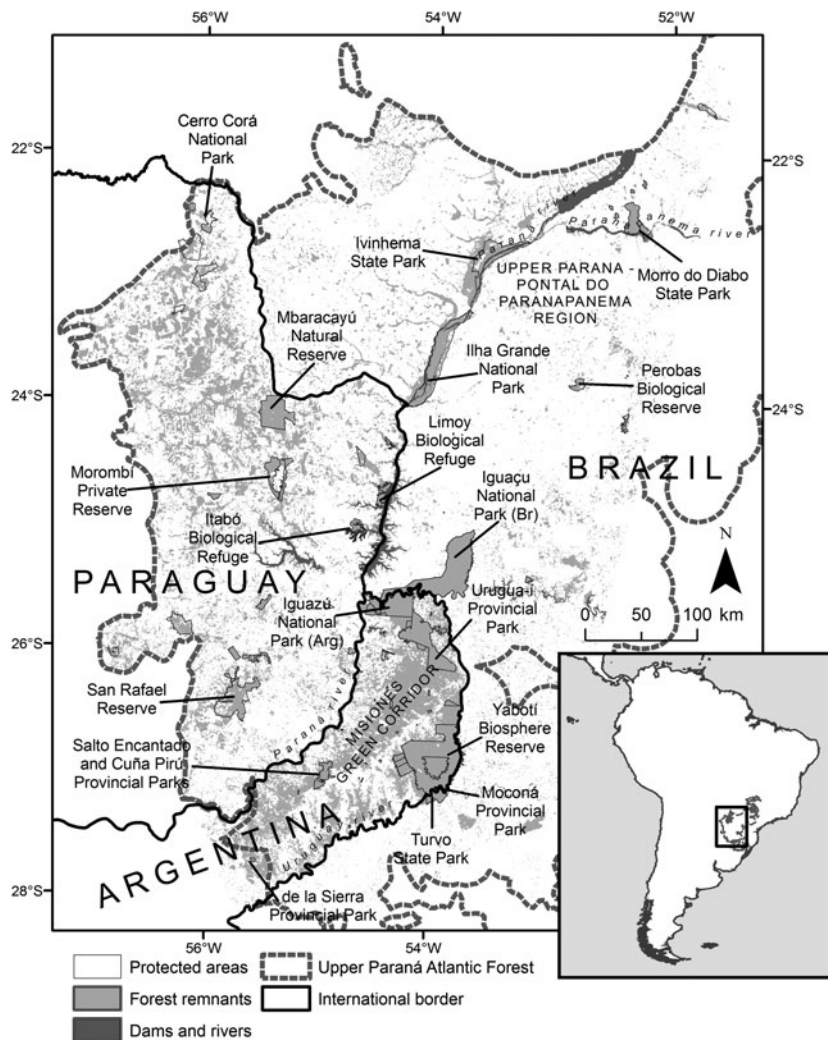 56°W
54°W
52°W
Cerro Corá
National
Park
22°S
22°S
Paraná river
Paranapanema river
Ivinhema
State Park
UPPER PARANA -
PONTAL DO
PARANAPANEMA
REGION
Morro do Diabo
State Park
Mbaracayú
Natural
Reserve
Ilha Grande
National
Park
Perobas
Biological
Reserve
24°S
24°S
Limoy
Biological
Refuge
Morombí
Private
Reserve
Iguaçu
National
Park (Br)
BRAZIL
Itabó
Biological
Refuge
N
PARAGUAY
Iguazú
National
Park (Arg)
Urugua-í
Provincial
Park
0 50 100 km
26°S
26°S
San Rafael
Reserve
Paraná river
MISIONES
GREEN CORRIDOR
Yabotí
Biosphere
Reserve
Salto Encantado
and Cuña Pirú
Provincial Parks
Moconá
Provincial
Park
ARGENTINA
Uruguay river
Turvo
State Park
28°S
de la Sierra
Provincial Park
56°W
54°W
Protected areas
Upper Paraná Atlantic Forest
Forest remnants
International border
Dams and rivers